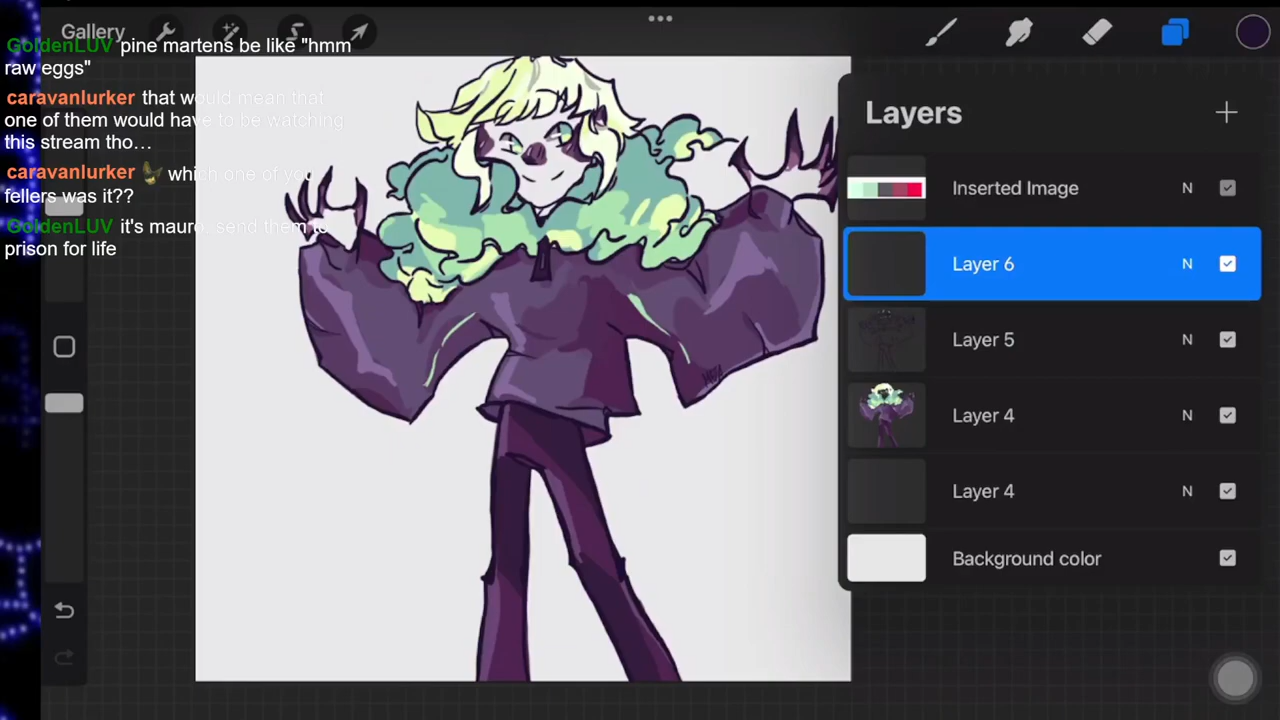 Gallery
GoldenLUV pine martens be like "hmm
raw eggs"
caravanlurker that would mean that
one of them would have to be watching
this stream tho...
caravanlurker which one of you
fellers was it??
GoldenLUV it's mauro, send them to
prison for life
Layers
Inserted Image N
Layer 6 N
Layer 5 N
Layer 4 N
Layer 4 N
Background color